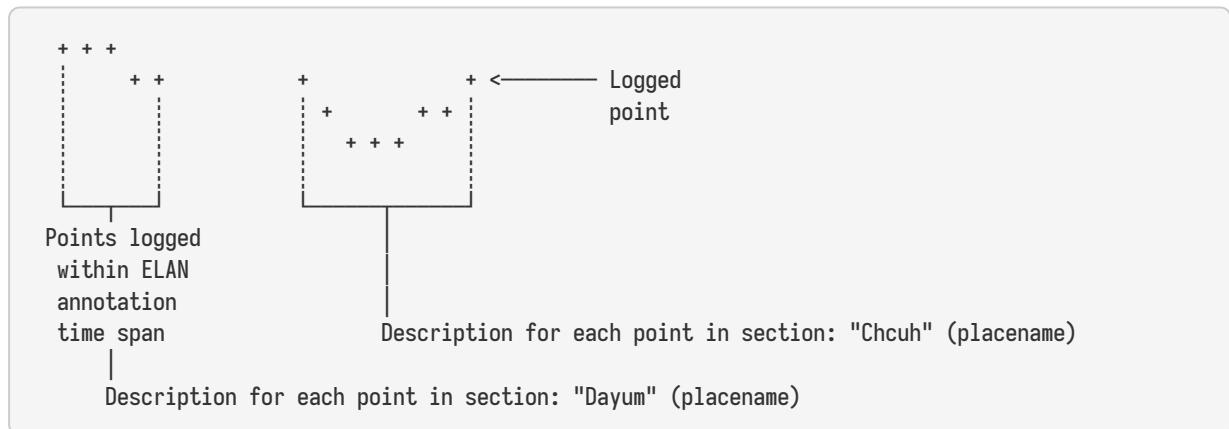 + + +
+ + + + <──────── Logged
+ + + point
+ + +
Points logged
within ELAN
annotation
time span Description for each point in section: "Chcuh" (placename)
Description for each point in section: "Dayum" (placename)